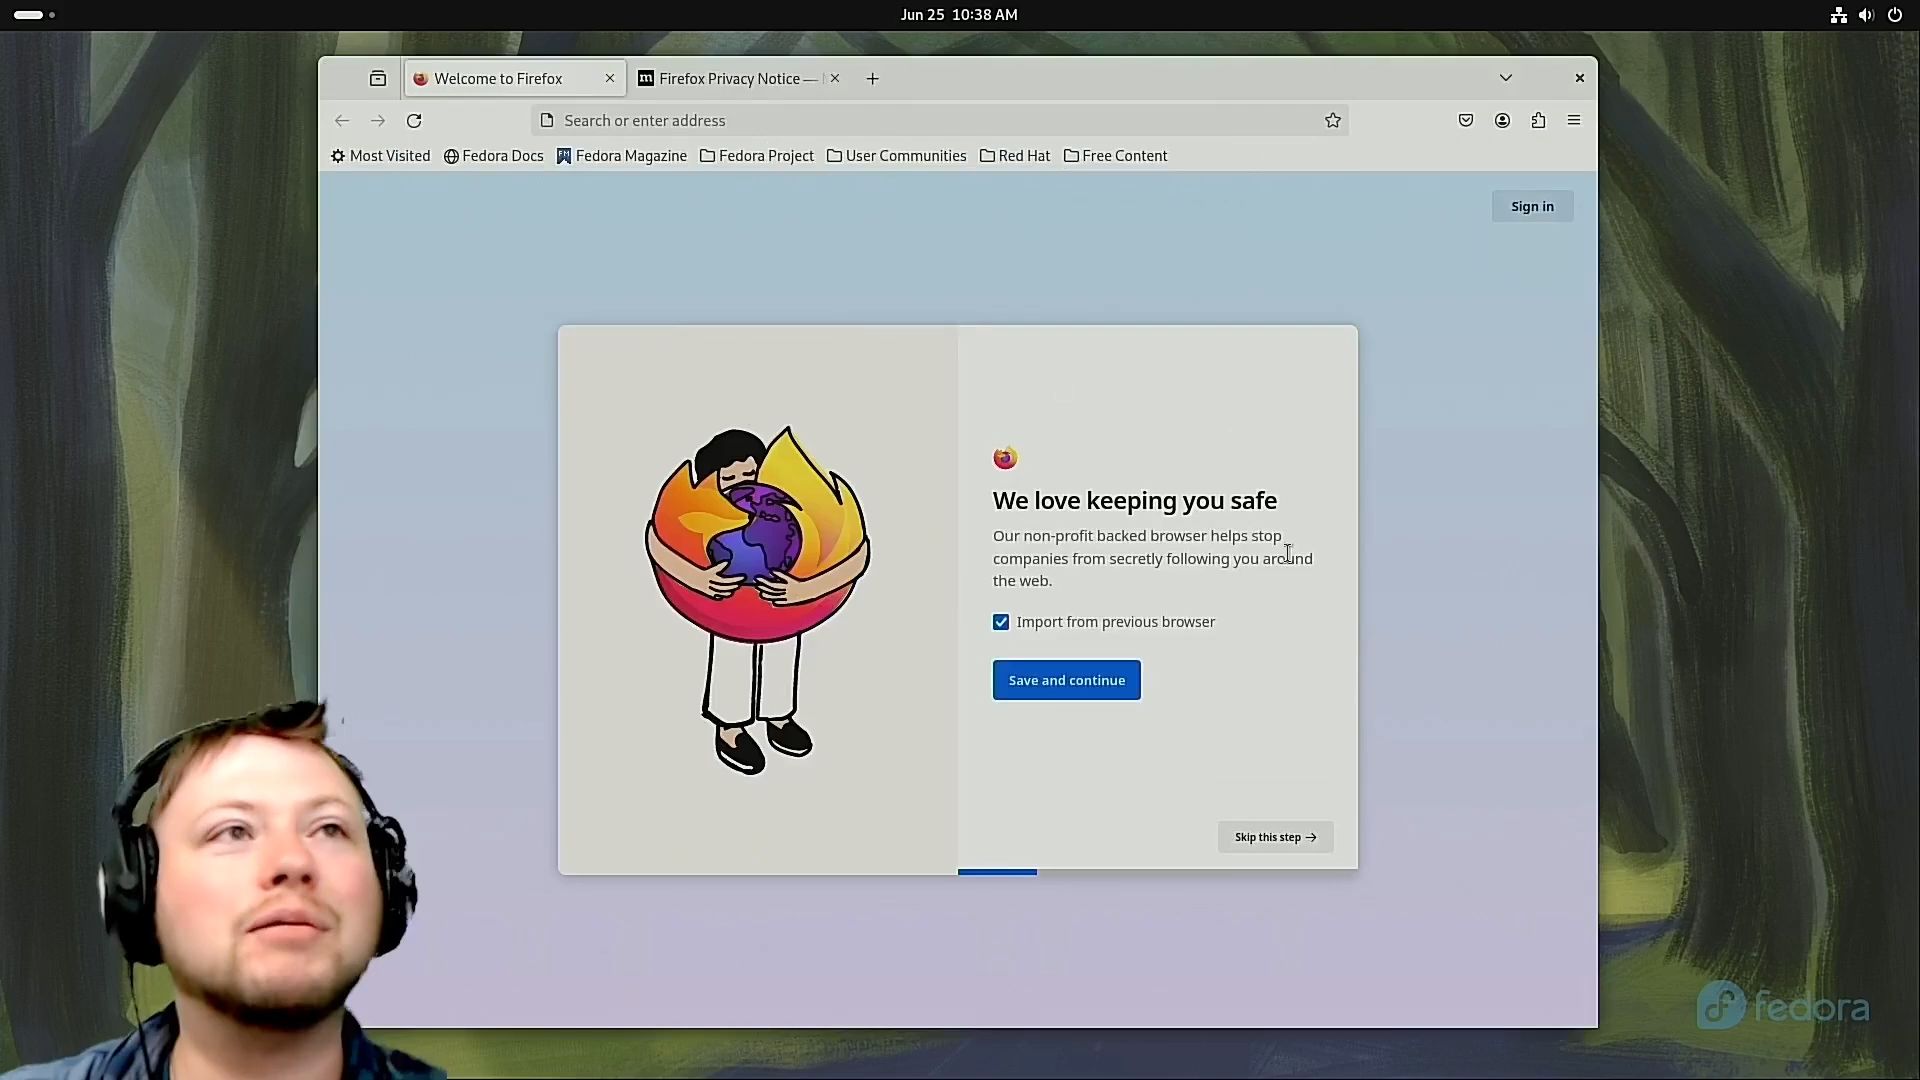 Jun 25 10:38 AM
Welcome to Firefox
m Firefox Privacy Notice —
Search or enter address
Most Visited
Fedora Docs
FM Fedora Magazine
Fedora Project
User Communities
Red Hat
Free Content
Sign in
We love keeping you safe
Our non-profit backed browser helps stop
companies from secretly following you around
the web.
Import from previous browser
Save and continue
Skip this step →
fedora